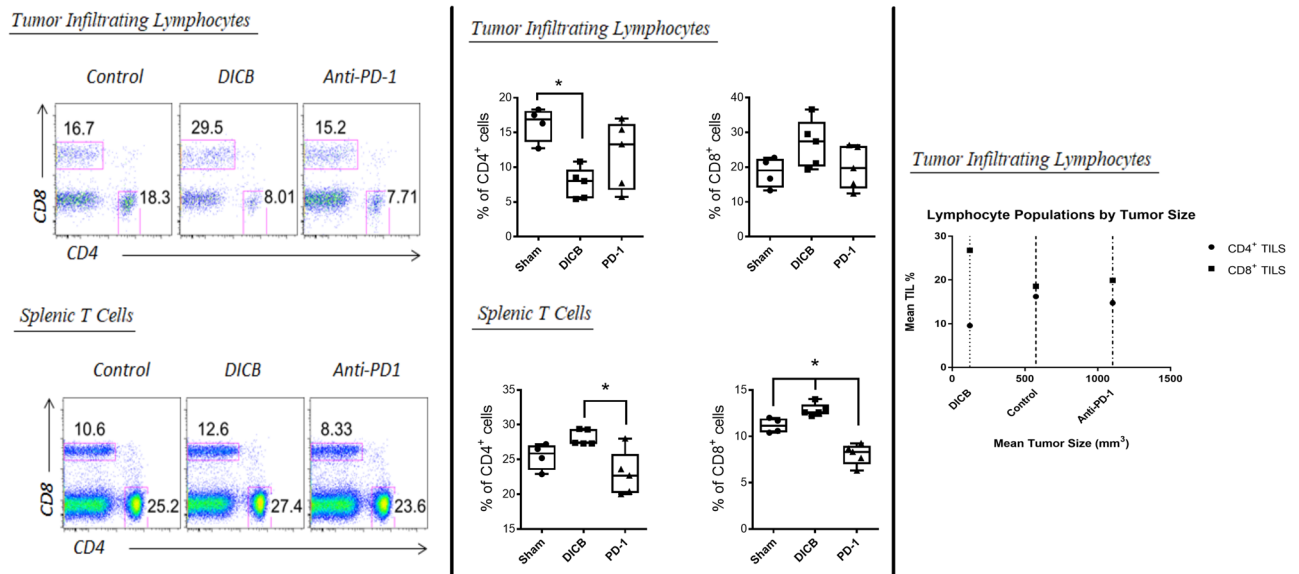 Tumor Infiltrating Lymphocytes
Control DICB Anti-PD-1
16.7 29.5 15.2
18.3 8.01 7.71
CD8
CD4
Splenic T Cells
Control DICB Anti-PD1
10.6 12.6 8.33
25.2 27.4 23.6
CD8
CD4
Tumor Infiltrating Lymphocytes
% of CD4+ cells
20
15
10
5
0
*
Sham DICB PD-1
% of CD8+ cells
40
30
20
10
0
Sham DICB PD-1
Splenic T Cells
% of CD4+ cells
35
30
25
20
15
*
Sham DICB PD-1
% of CD8+ cells
15
10
5
0
*
Sham DICB PD-1
Tumor Infiltrating Lymphocytes
Lymphocyte Populations by Tumor Size
Mean TIL %
30
20
10
0 500 1000 1500
DICB Control Anti-PD-1
Mean Tumor Size (mm3)
CD4+ TILS
CD8+ TILS